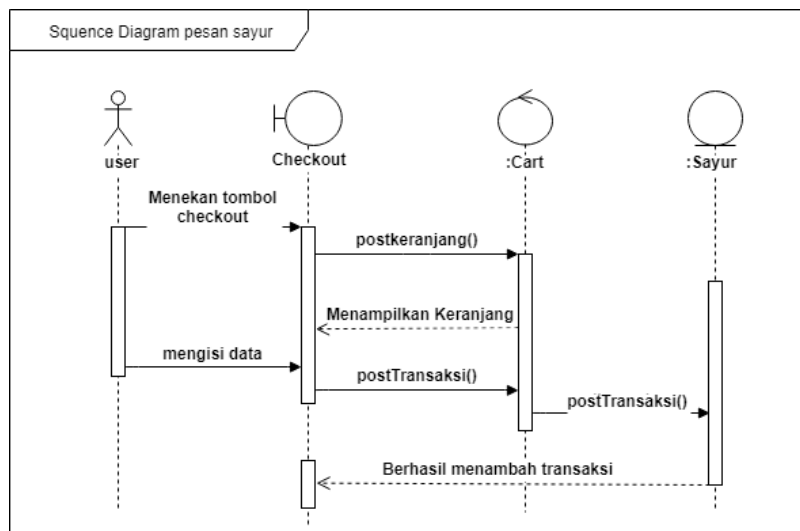 Squence Diagram pesan sayur
user
Checkout
:Cart
:Sayur
Menekan tombol
checkout
postkeranjang()
Menampilkan Keranjang
mengisi data
postTransaksi()
postTransaksi()
Berhasil menambah transaksi